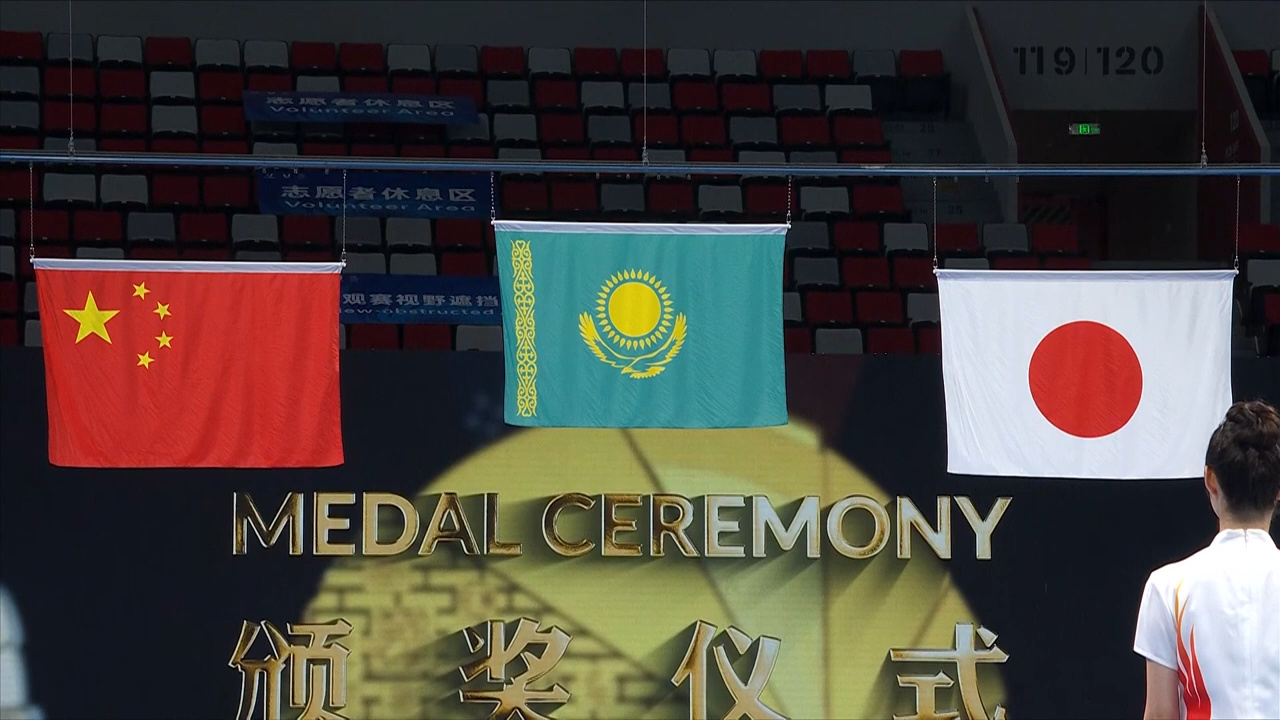 119|120
志愿者休息区
Volunteer Area
志愿者休息区
Volunteer Area
观赛视野遮挡
ew-obstructed
MEDAL CEREMONY
颁奖仪式